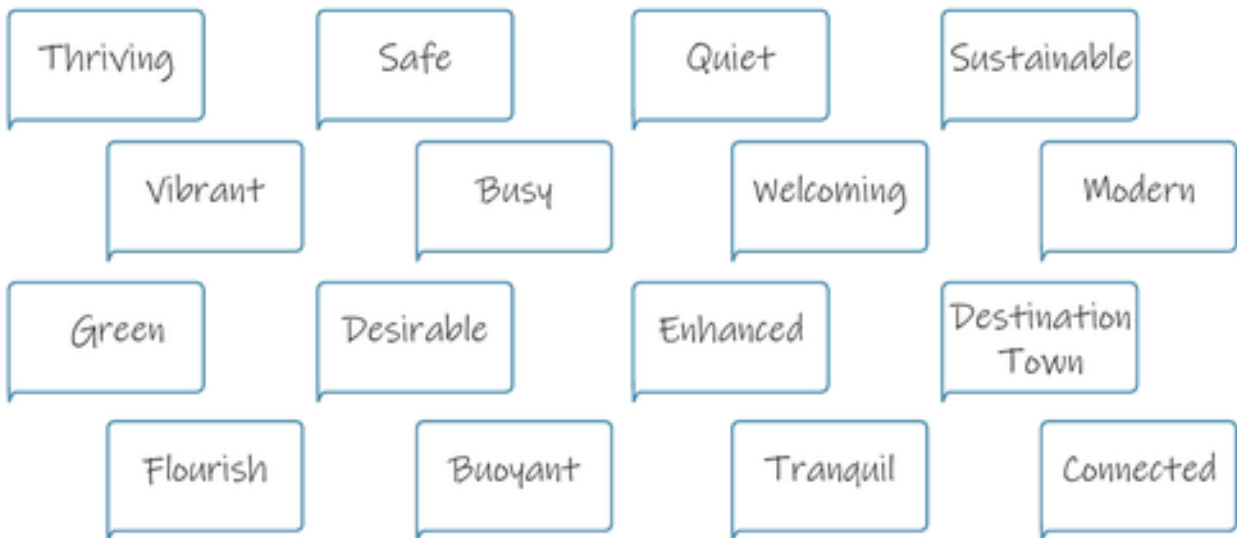 Thriving
Safe
Quiet
Sustainable
Vibrant
Busy
Welcoming
Modern
Green
Desirable
Enhanced
Destination
Town
Flourish
Buoyant
Tranquil
Connected